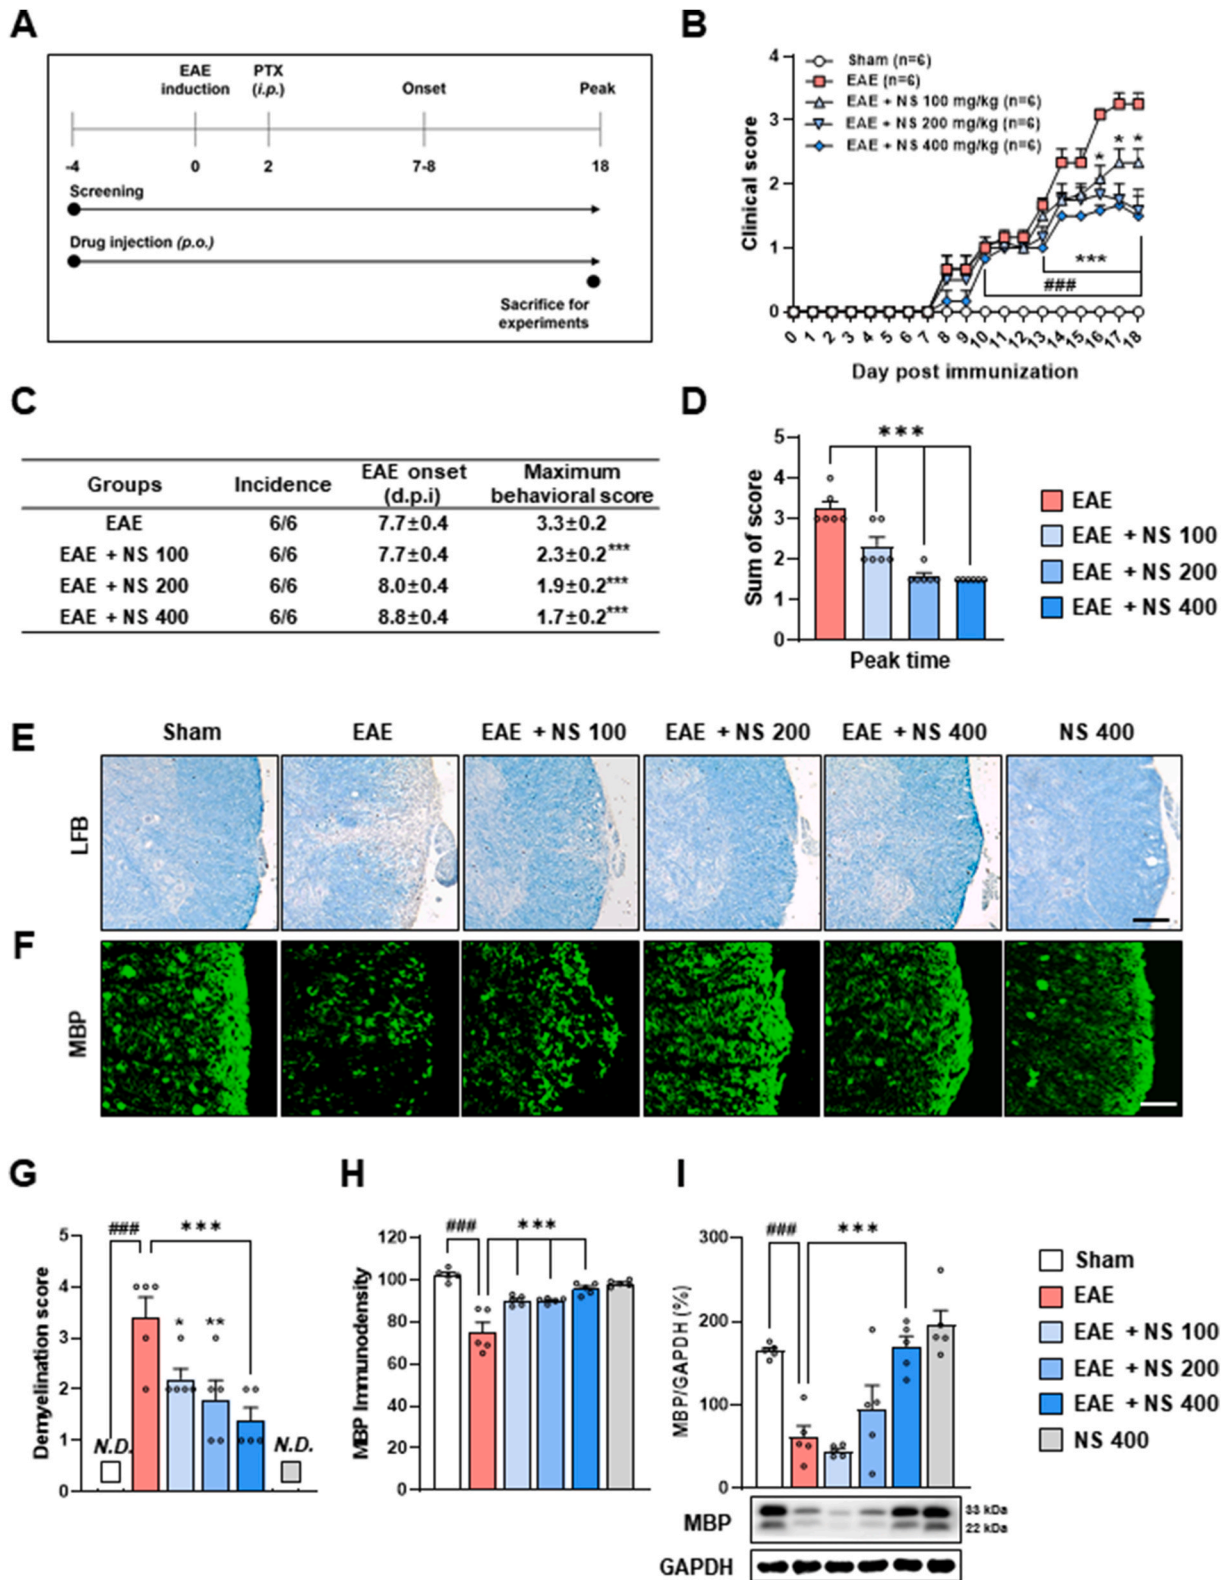 A
EAE induction
PTX (i.p.)
Onset
Peak
-4
0
2
7-8
18
Screening
Drug injection (p.o.)
Sacrifice for experiments
B
Clinical score
4
3
2
1
0
Sham (n=6)
EAE (n=6)
EAE + NS 100 mg/kg (n=6)
EAE + NS 200 mg/kg (n=6)
EAE + NS 400 mg/kg (n=6)
* * *
***
###
0 1 2 3 4 5 6 7 8 9 10 11 12 13 14 15 16 17 18
Day post immunization
C
Groups Incidence EAE onset (d.p.i) Maximum behavioral score
EAE 6/6 7.7±0.4 3.3±0.2
EAE + NS 100 6/6 7.7±0.4 2.3±0.2***
EAE + NS 200 6/6 8.0±0.4 1.9±0.2***
EAE + NS 400 6/6 8.8±0.4 1.7±0.2***
D
Sum of score
5
4
3
2
1
0
***
Peak time
EAE
EAE + NS 100
EAE + NS 200
EAE + NS 400
E
Sham EAE EAE + NS 100 EAE + NS 200 EAE + NS 400 NS 400
LFB
F
MBP
G
Demyelination score
5
4
3
2
1
0
###
***
*
**
N.D.
N.D.
H
MBP Immunodensity
120
100
80
60
40
20
0
###
***
I
MBP/GAPDH (%)
300
200
100
0
###
***
MBP
33 kDa
22 kDa
GAPDH
Sham
EAE
EAE + NS 100
EAE + NS 200
EAE + NS 400
NS 400